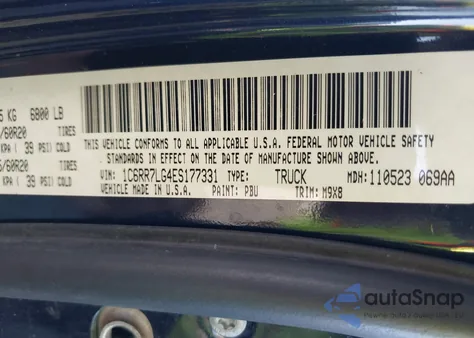 5 KG 6800 LB
/60R20 TIRES
KPA ( 39 PSI) COLD
5/60R20 TIRES
KPA ( 39 PSI) COLD
THIS VEHICLE CONFORMS TO ALL APPLICABLE U.S.A. FEDERAL MOTOR VEHICLE SAFETY
STANDARDS IN EFFECT ON THE DATE OF MANUFACTURE SHOWN ABOVE.
VIN: 1C6RR7LG4ES177331 TYPE: TRUCK MDH: 110523 069AA
VEHICLE MADE IN U.S.A. PAINT: PBU TRIM: M9X8
autoSnap